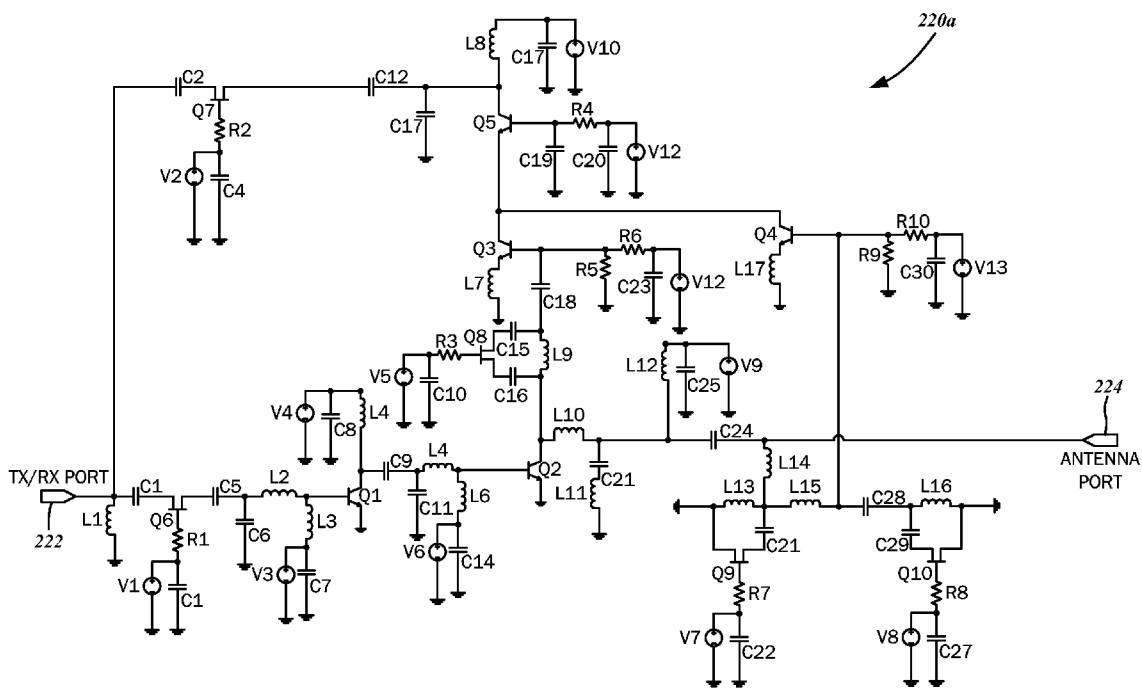 220a
L8
C17
V10
C2
C12
Q7
R2
C17
Q5
R4
C19
C20
V12
V2
C4
Q3
R6
R5
C23
V12
Q4
R10
R9
C30
V13
L7
C18
L17
Q8
R3
C15
L9
V5
C10
C16
L12
C25
V9
V4
C8
L4
L10
C24
224
ANTENNA
PORT
C9
L4
Q2
C21
L11
L14
TX/RX PORT
222
C1
C5
L2
Q1
C11
L6
L1
Q6
R1
C6
L3
V6
C14
L13
L15
C28
L16
C21
C29
V1
C1
V3
C7
Q9
R7
Q10
R8
V7
C22
V8
C27